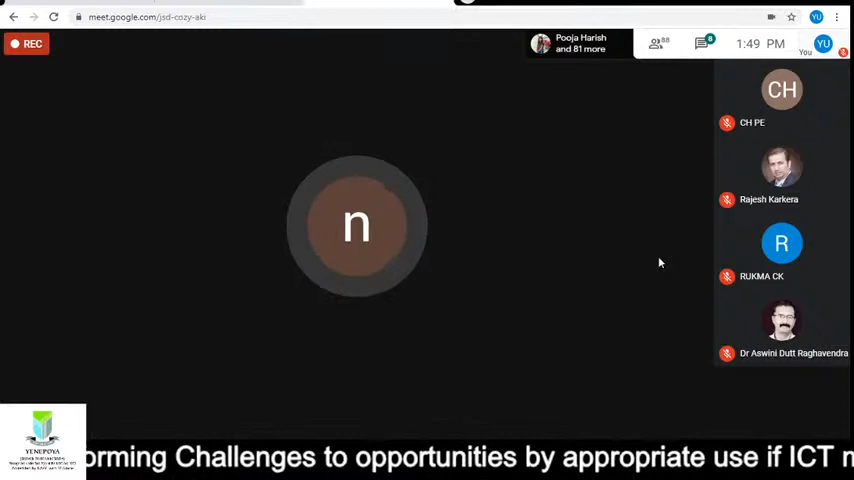 meet.google.com/jsd-cozy-aki
REC
Pooja Harish
and 81 more
88
8
1:49 PM
YU
You
YU
CH
CH PE
Rajesh Karkera
R
RUKMA CK
Dr Aswini Dutt Raghavendra
n
YENEPOYA
orming Challenges to opportunities by appropriate use if ICT m